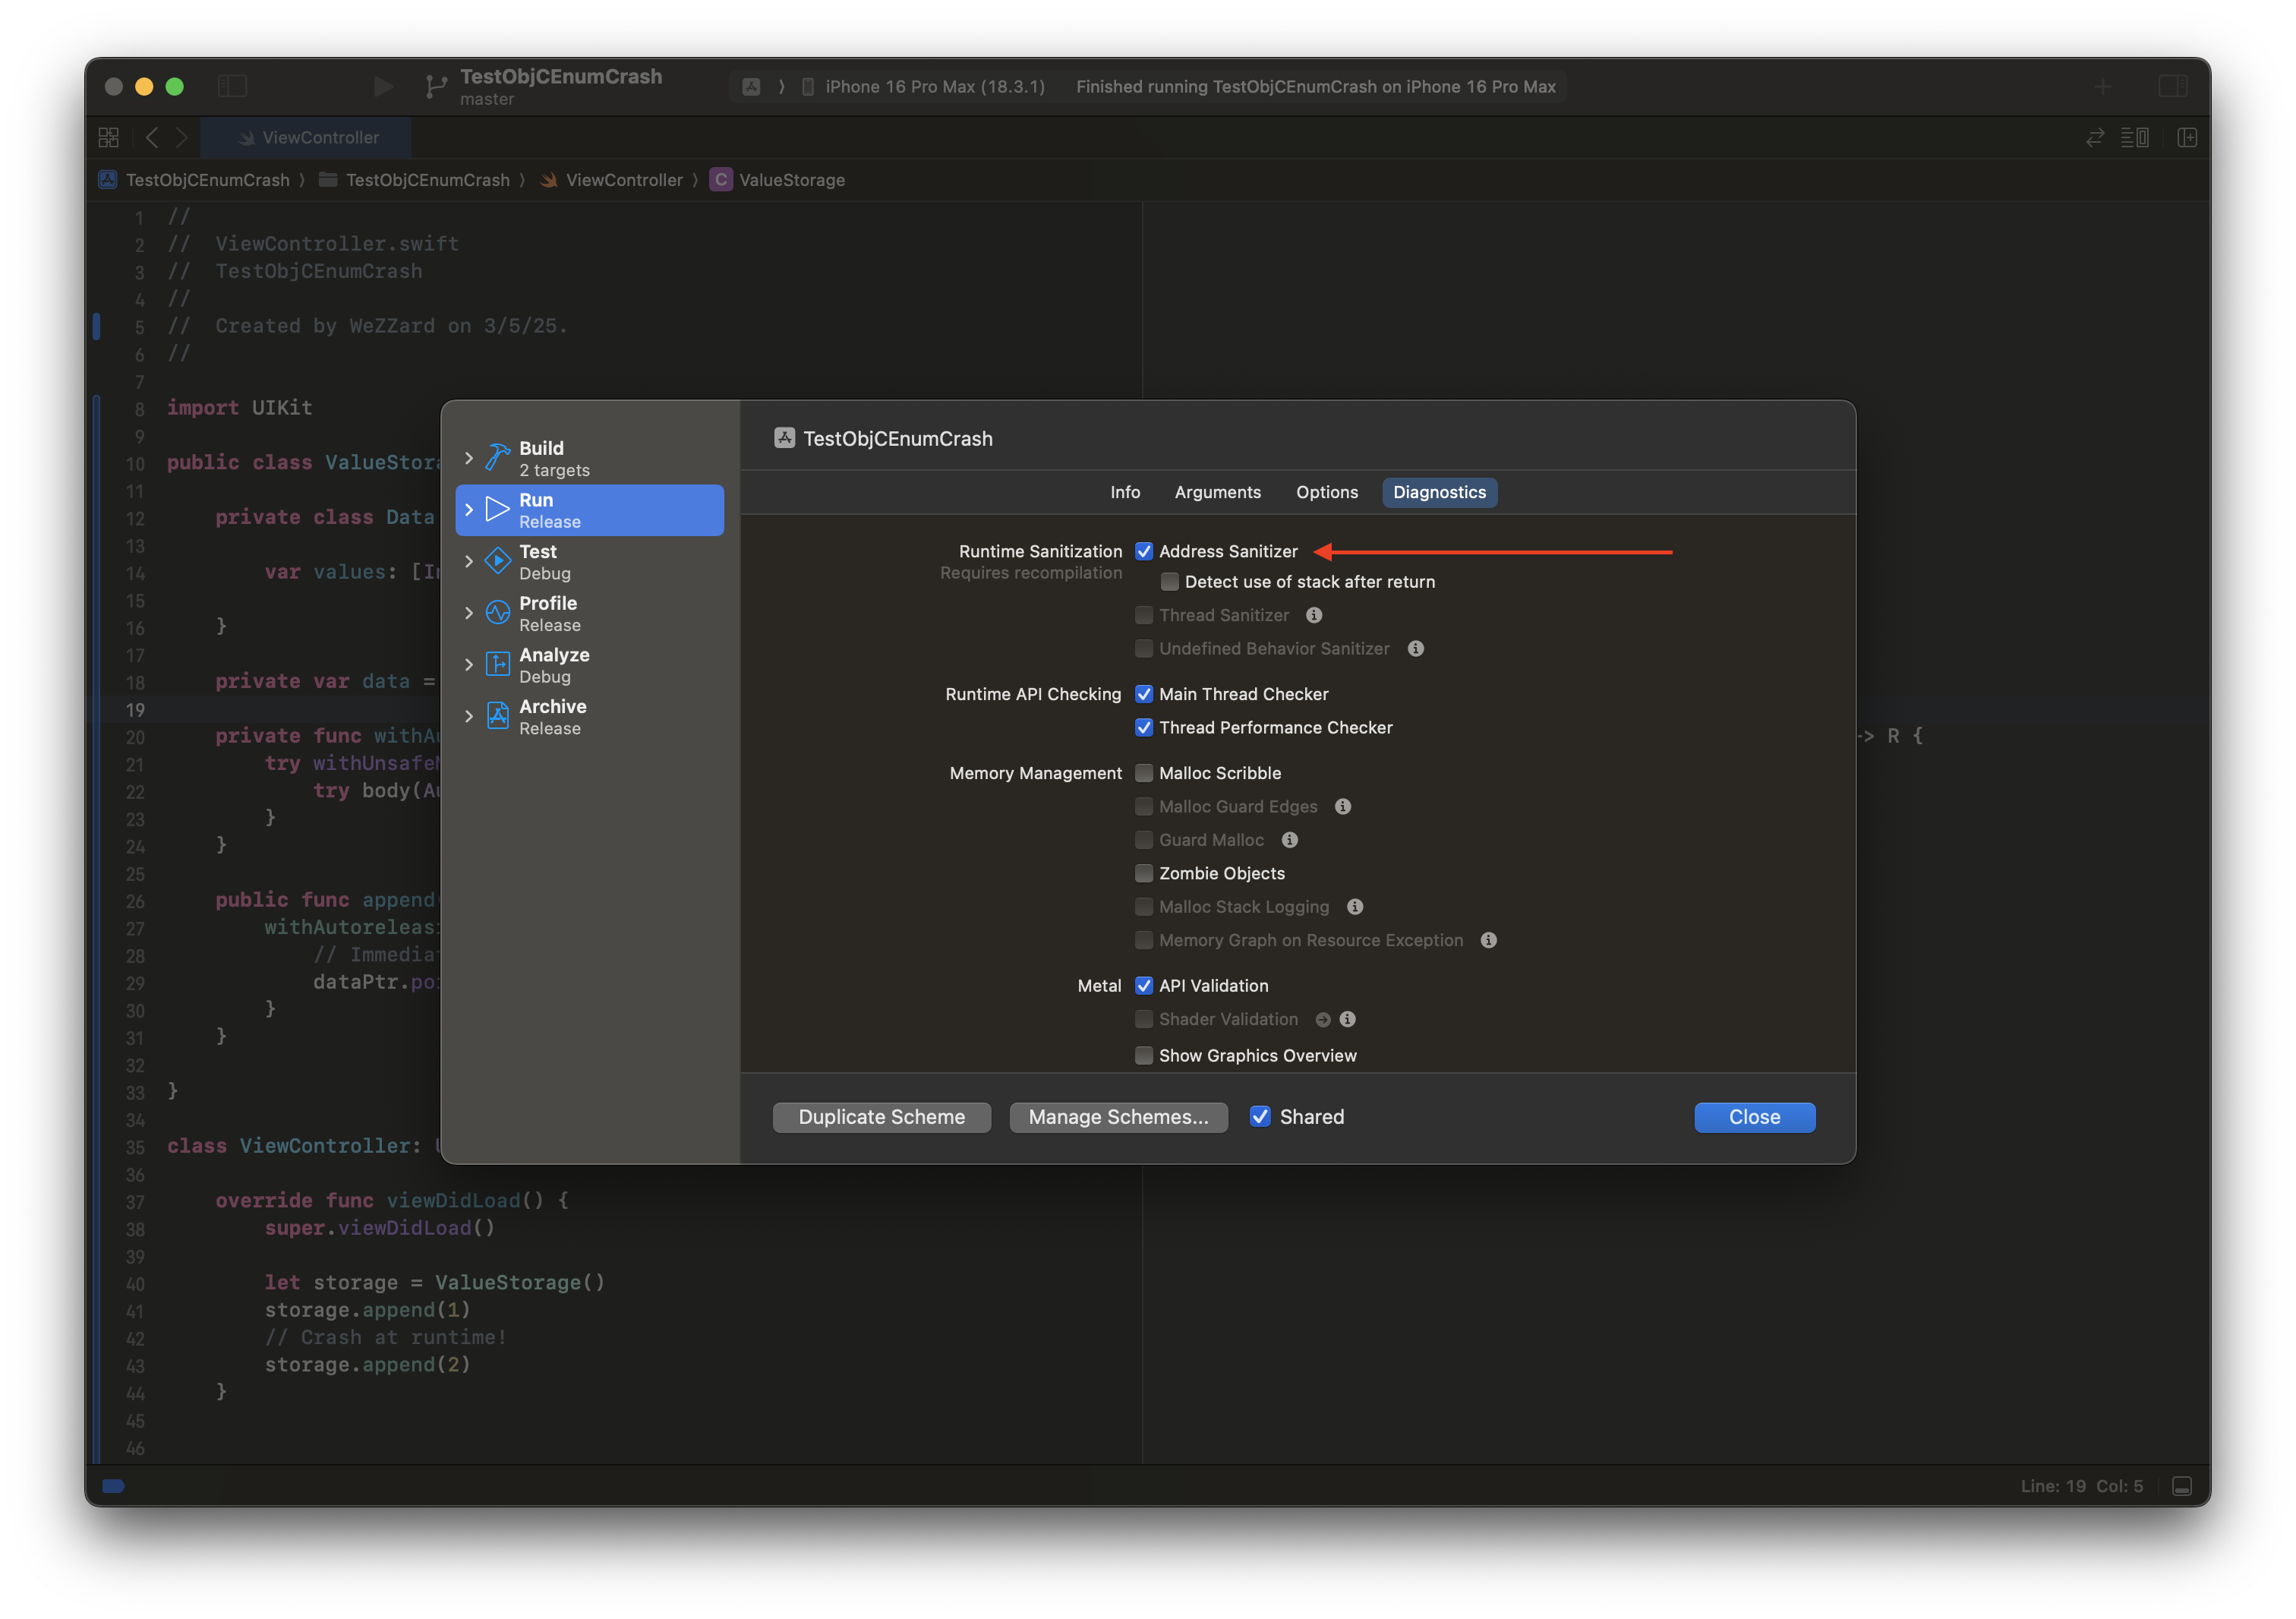 TestObjCEnumCrash
master
iPhone 16 Pro Max (18.3.1) Finished running TestObjCEnumCrash on iPhone 16 Pro Max
ViewController
TestObjCEnumCrash 〉 TestObjCEnumCrash 〉 ViewController 〉 C ValueStorage
1 //
2 //  ViewController.swift
3 //  TestObjCEnumCrash
4 //
5 //  Created by WeZZard on 3/5/25.
6 //
7
8 import UIKit
9
10 public class ValueStora
11
12     private class Data
13
14         var values: [In
15
16     }
17
18     private var data =
19
20     private func withAu -> R {
21         try withUnsafeM
22             try body(Au
23         }
24     }
25
26     public func append
27         withAutoreleasi
28             // Immedia
29             dataPtr.poi
30         }
31     }
32
33 }
34
35 class ViewController: U
36
37     override func viewDidLoad() {
38         super.viewDidLoad()
39
40         let storage = ValueStorage()
41         storage.append(1)
42         // Crash at runtime!
43         storage.append(2)
44     }
45
46
Build
2 targets
Run
Release
Test
Debug
Profile
Release
Analyze
Debug
Archive
Release
TestObjCEnumCrash
Info Arguments Options Diagnostics
Runtime Sanitization Address Sanitizer
Requires recompilation
Detect use of stack after return
Thread Sanitizer
Undefined Behavior Sanitizer
Runtime API Checking Main Thread Checker
Thread Performance Checker
Memory Management Malloc Scribble
Malloc Guard Edges
Guard Malloc
Zombie Objects
Malloc Stack Logging
Memory Graph on Resource Exception
Metal API Validation
Shader Validation
Show Graphics Overview
Duplicate Scheme Manage Schemes... Shared Close
Line: 19 Col: 5